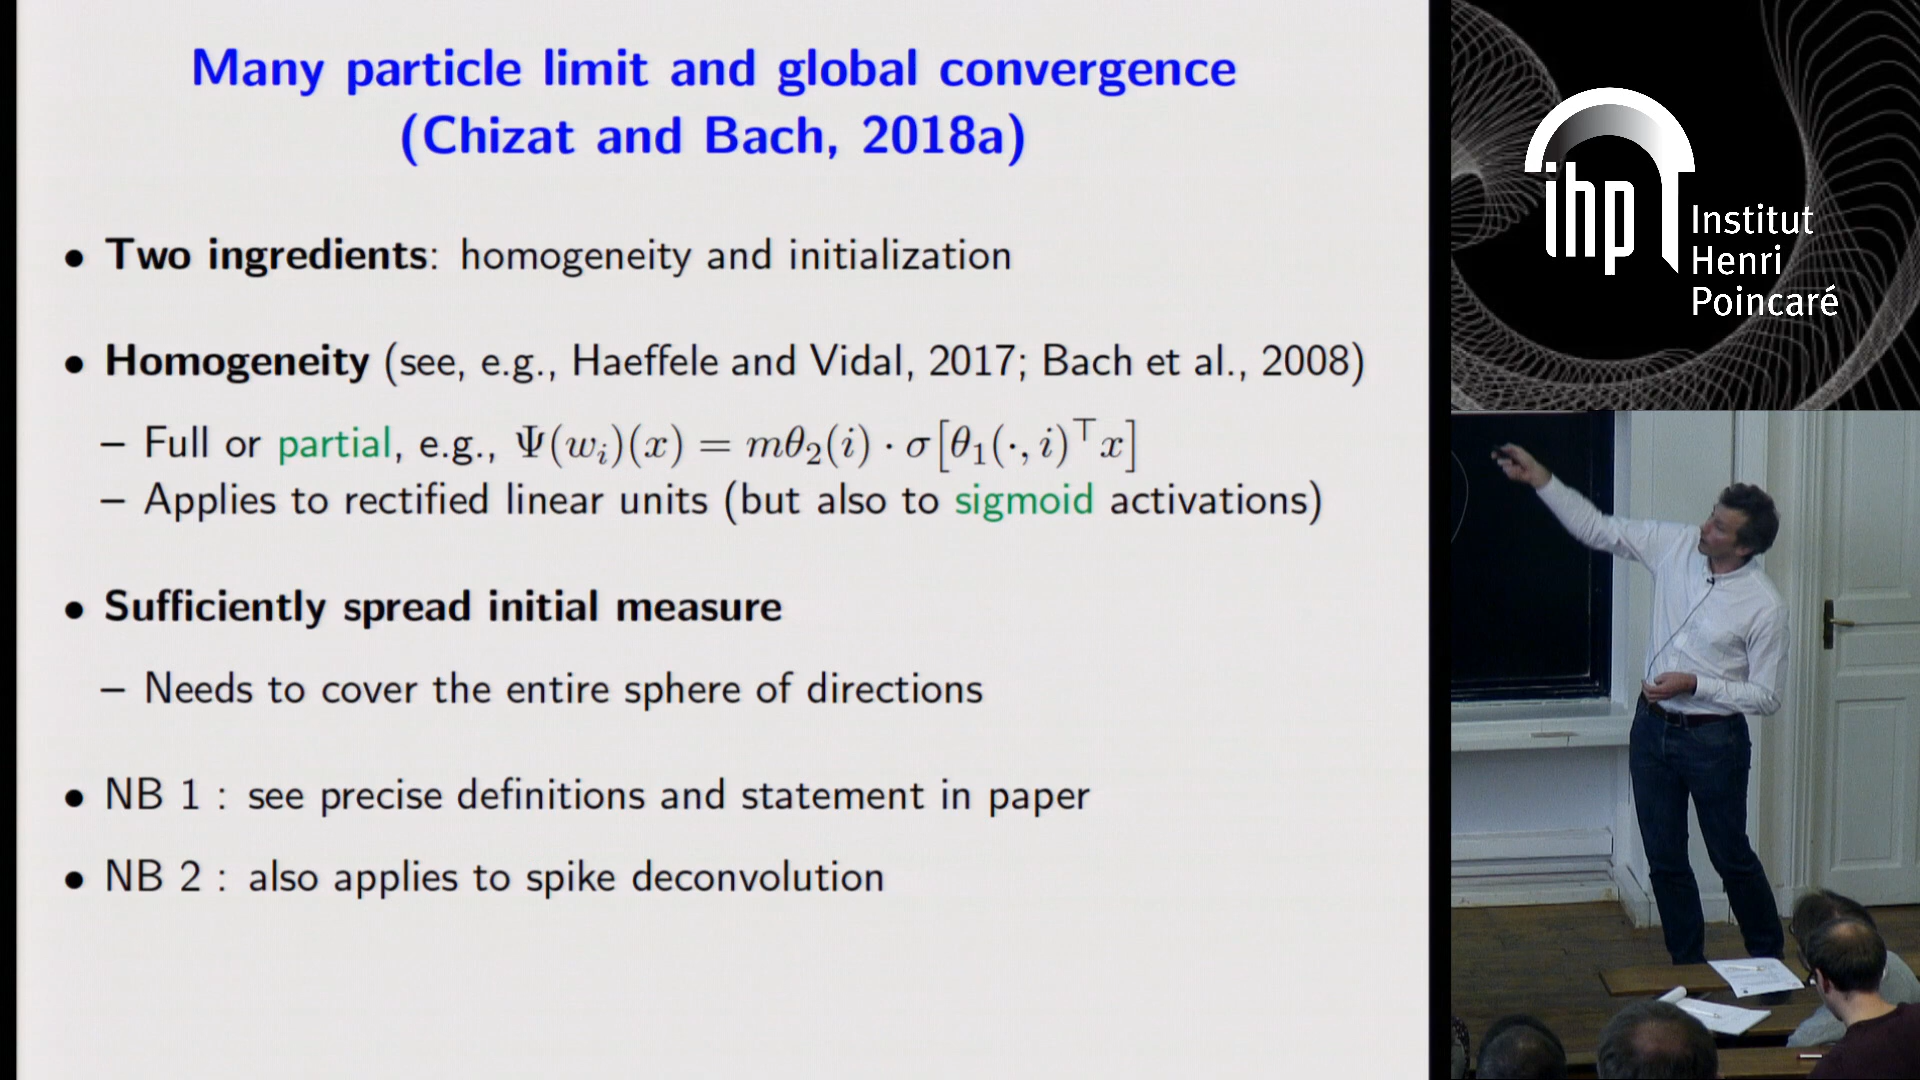 Many particle limit and global convergence
(Chizat and Bach, 2018a)
• Two ingredients: homogeneity and initialization
• Homogeneity (see, e.g., Haeffele and Vidal, 2017; Bach et al., 2008)
– Full or partial, e.g., Ψ(wᵢ)(x) = mθ₂(i) · σ[θ₁(·, i)⊤x]
– Applies to rectified linear units (but also to sigmoid activations)
• Sufficiently spread initial measure
– Needs to cover the entire sphere of directions
• NB 1 : see precise definitions and statement in paper
• NB 2 : also applies to spike deconvolution
ihp
Institut
Henri
Poincaré